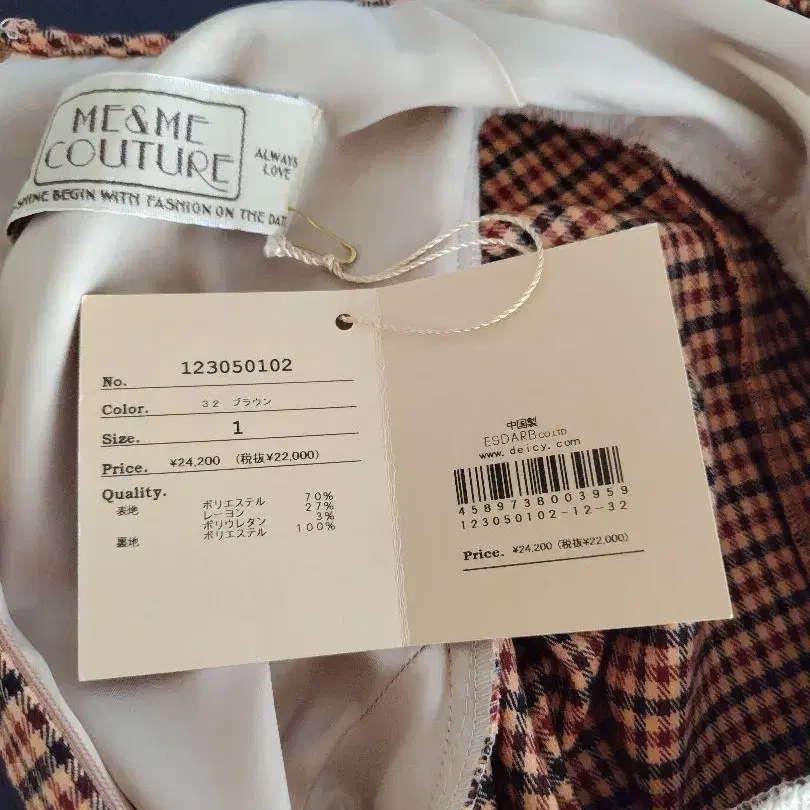 ME&ME
COUTURE
ALWAYS
LOVE
SHINE BEGIN WITH FASHION ON THE DAT
No. 123050102
Color. 32 ブラウン
Size. 1
Price. ¥24,200 (税抜¥22,000)
Quality.
表地 ポリエステル 70%
レーヨン 27%
ポリウレタン 3%
裏地 ポリエステル 100%
中国製
ESDARB CO.LTD
www. deicy. com
4589738003959
123050102-12-32
Price. ¥24,200 (税抜¥22,000)